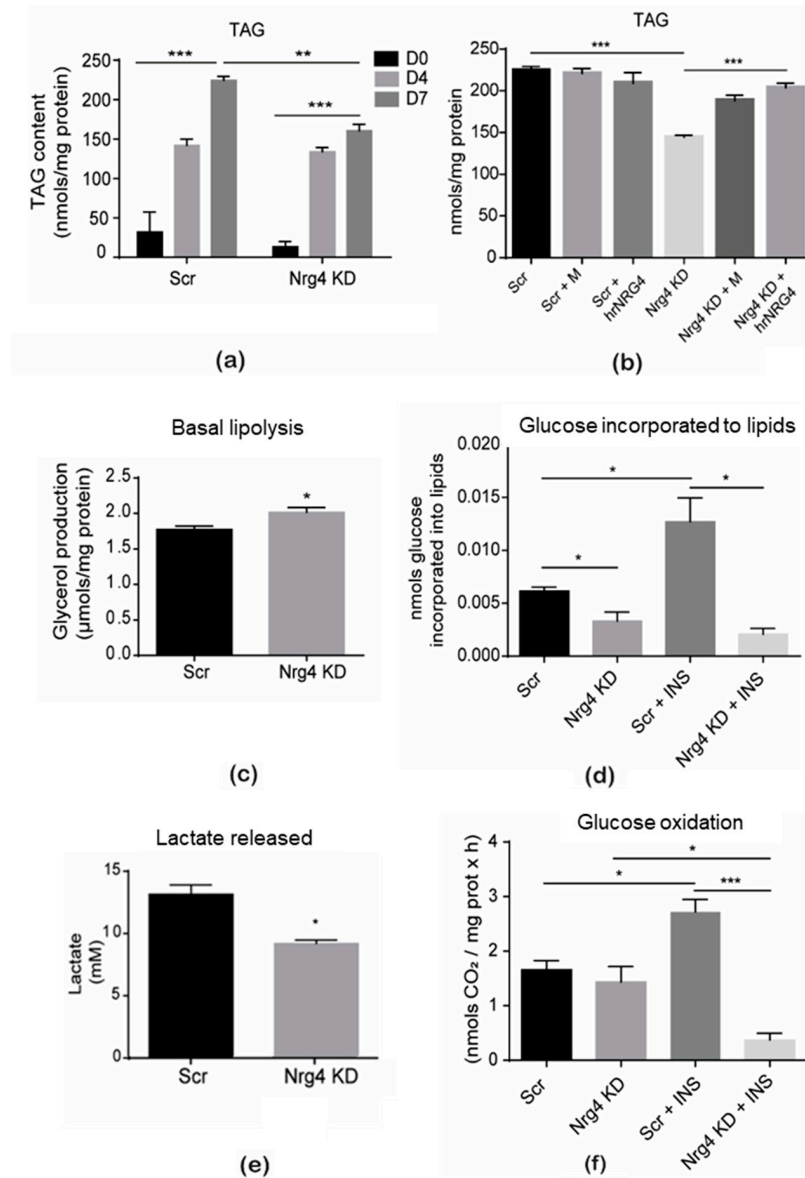 TAG
***
**
***
D0
D4
D7
TAG content
(nmols/mg protein)
250
200
150
100
50
0
Scr
Nrg4 KD
(a)
TAG
***
***
nmols/mg protein
250
200
150
100
50
0
Scr
Scr + M
Scr +
hrNRG4
Nrg4 KD
Nrg4 KD + M
Nrg4 KD +
hrNRG4
(b)
Basal lipolysis
Glycerol production
(µmols/mg protein)
2.5
2.0
1.5
1.0
0.5
0.0
*
Scr
Nrg4 KD
(c)
Glucose incorporated to lipids
nmols glucose
incorporated into lipids
0.020
0.015
0.010
0.005
0.000
*
*
*
Scr
Nrg4 KD
Scr + INS
Nrg4 KD + INS
(d)
Lactate released
Lactate
(mM)
15
10
5
0
*
Scr
Nrg4 KD
(e)
Glucose oxidation
(nmols CO₂ / mg prot x h)
4
3
2
1
0
*
*
***
Scr
Nrg4 KD
Scr + INS
Nrg4 KD + INS
(f)